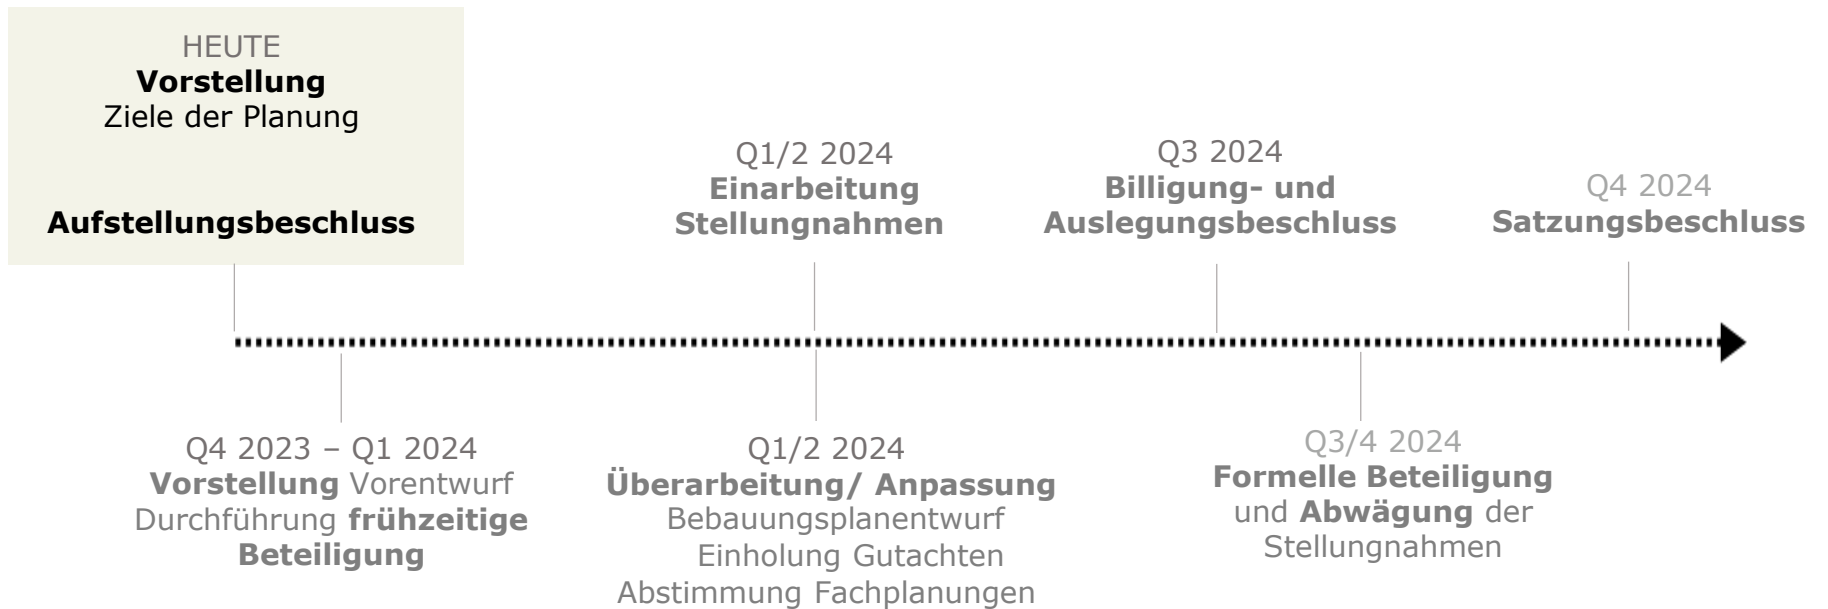 HEUTE
Vorstellung
Ziele der Planung
Aufstellungsbeschluss
Q1/2 2024
Einarbeitung
Stellungnahmen
Q3 2024
Billigung- und
Auslegungsbeschluss
Q4 2024
Satzungsbeschluss
Q4 2023 – Q1 2024
Vorstellung Vorentwurf
Durchführung frühzeitige
Beteiligung
Q1/2 2024
Überarbeitung/ Anpassung
Bebauungsplanentwurf
Einholung Gutachten
Abstimmung Fachplanungen
Q3/4 2024
Formelle Beteiligung
und Abwägung der
Stellungnahmen